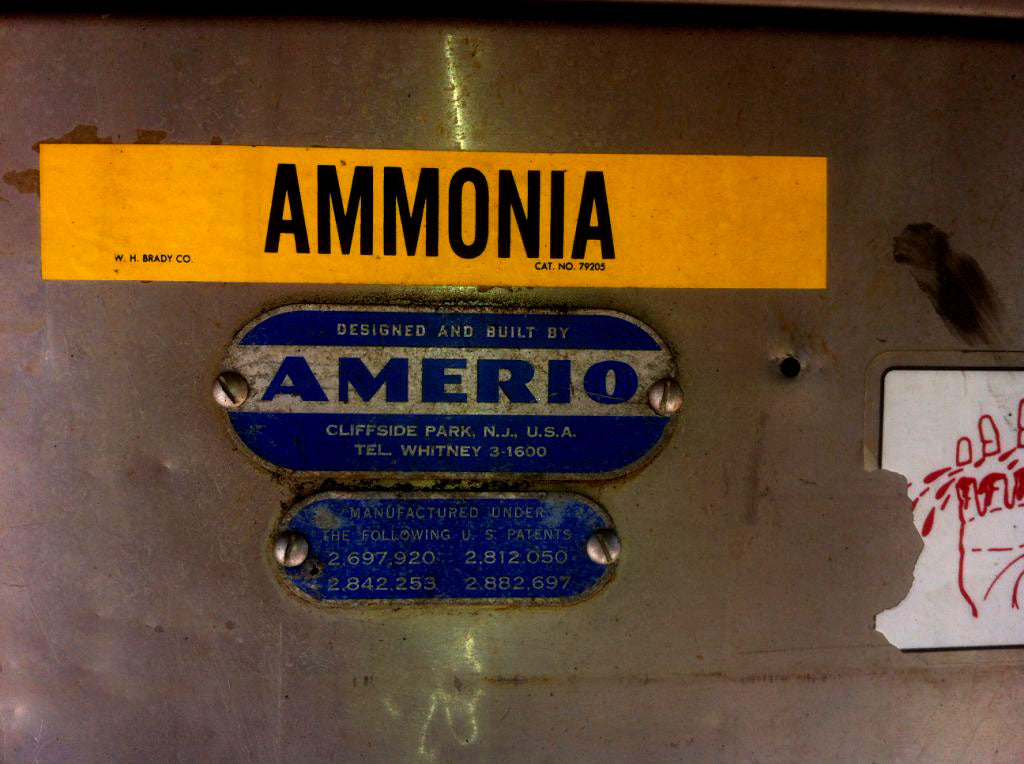 AMMONIA
W. H. BRADY CO.
CAT. NO. 79205
DESIGNED AND BUILT BY
AMERIO
CLIFFSIDE PARK, N.J., U.S.A.
TEL. WHITNEY 3-1600
MANUFACTURED UNDER
THE FOLLOWING U. S. PATENTS
2,697,920 2,812,050
2,842,253 2,882,697